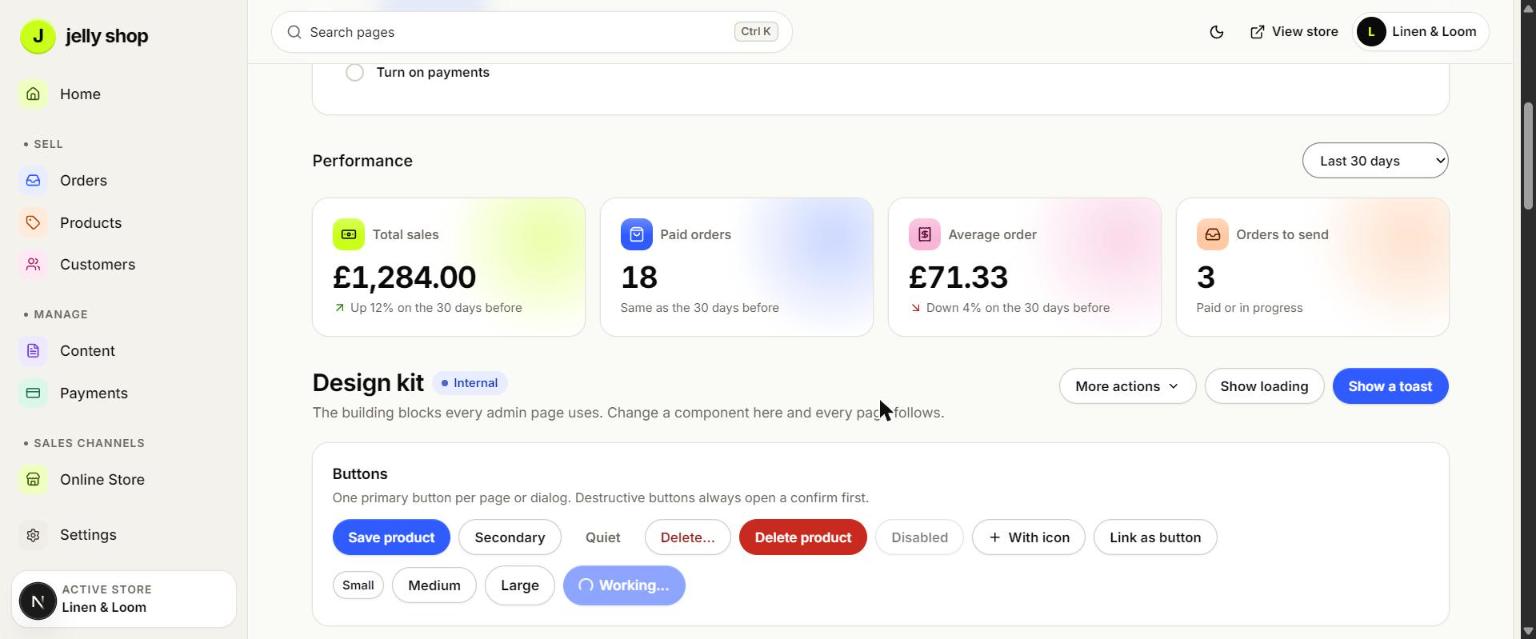 J jelly shop
Search pages
Ctrl K
View store
L Linen & Loom
Home
SELL
Orders
Products
Customers
MANAGE
Content
Payments
SALES CHANNELS
Online Store
Settings
N ACTIVE STORE
Linen & Loom
Turn on payments
Performance
Last 30 days
Total sales
£1,284.00
Up 12% on the 30 days before
Paid orders
18
Same as the 30 days before
Average order
£71.33
Down 4% on the 30 days before
Orders to send
3
Paid or in progress
Design kit Internal
The building blocks every admin page uses. Change a component here and every page follows.
More actions
Show loading
Show a toast
Buttons
One primary button per page or dialog. Destructive buttons always open a confirm first.
Save product Secondary Quiet Delete... Delete product Disabled + With icon Link as button
Small Medium Large Working...